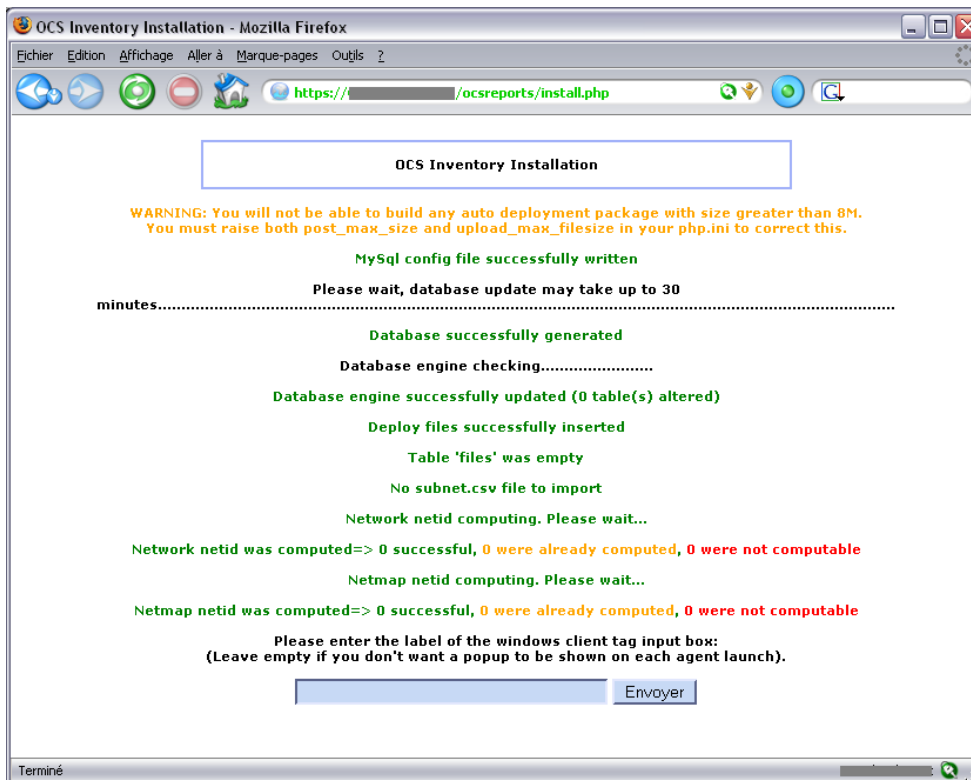 OCS Inventory Installation - Mozilla Firefox
Fichier Edition Affichage Aller à Marque-pages Outils ?
https:// /ocsreports/install.php G
OCS Inventory Installation
WARNING: You will not be able to build any auto deployment package with size greater than 8M.
You must raise both post_max_size and upload_max_filesize in your php.ini to correct this.
MySql config file successfully written
Please wait, database update may take up to 30
minutes.............................................................................................................................................................
Database successfully generated
Database engine checking........................
Database engine successfully updated (0 table(s) altered)
Deploy files successfully inserted
Table 'files' was empty
No subnet.csv file to import
Network netid computing. Please wait...
Network netid was computed=> 0 successful, 0 were already computed, 0 were not computable
Netmap netid computing. Please wait...
Netmap netid was computed=> 0 successful, 0 were already computed, 0 were not computable
Please enter the label of the windows client tag input box:
(Leave empty if you don't want a popup to be shown on each agent launch).
Envoyer
Terminé